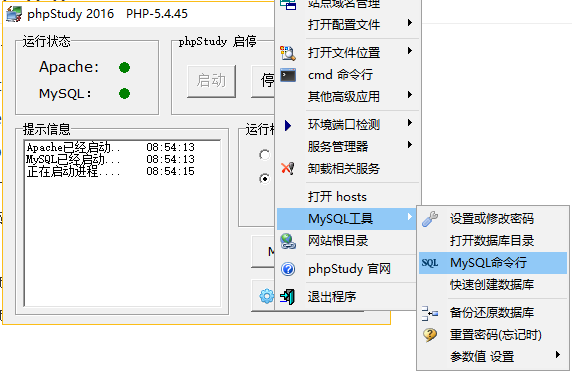 phpStudy 2016 PHP-5.4.45
运行状态
Apache:
MySQL:
phpStudy 启停
启动
提示信息
Apache已经启动.. 08:54:13
MySQL已经启动... 08:54:13
正在启动进程.... 08:54:15
站点域名管理
打开配置文件
打开文件位置
cmd 命令行
其他高级应用
环境端口检测
服务管理器
卸载相关服务
打开 hosts
MySQL工具
网站根目录
phpStudy 官网
退出程序
设置或修改密码
打开数据库目录
SQL MySQL命令行
快速创建数据库
备份还原数据库
重置密码(忘记时)
参数值 设置